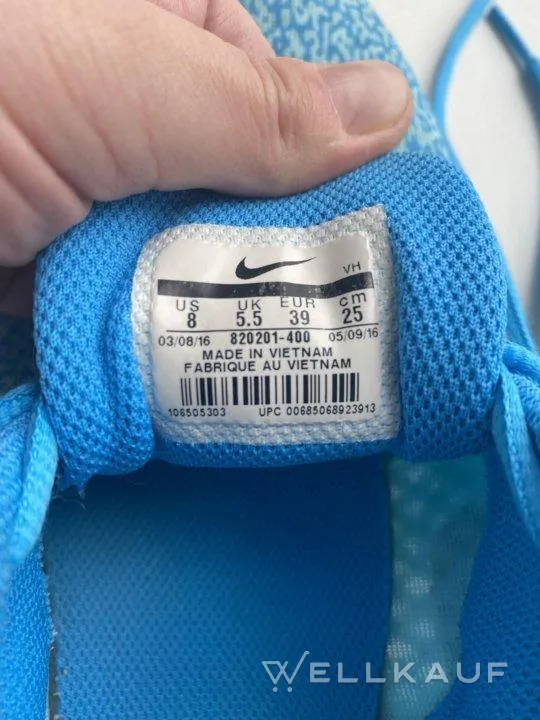 VH
US UK EUR cm
8 5.5 39 25
03/08/16 820201-400 05/09/16
MADE IN VIETNAM
FABRIQUE AU VIETNAM
106505303 UPC 00685068923913
WELLKAUF